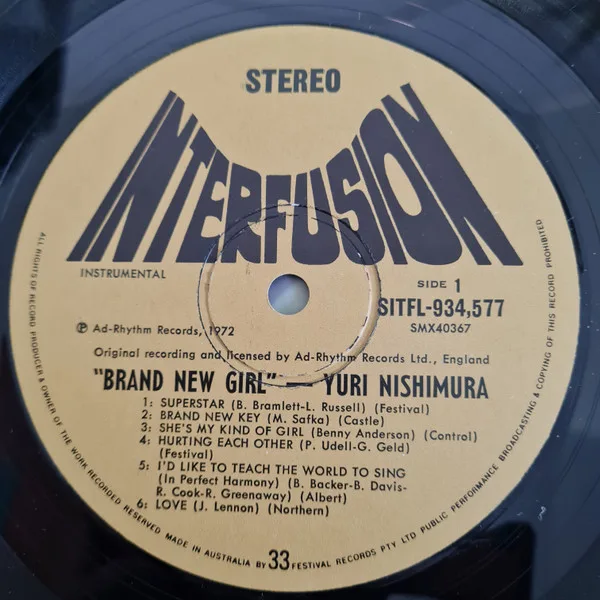 STEREO
INTERFUSION
INSTRUMENTAL
SIDE 1
SITFL-934,577
SMX40367
℗ Ad-Rhythm Records, 1972
Original recording and licensed by Ad-Rhythm Records Ltd., England
"BRAND NEW GIRL" — YURI NISHIMURA
1: SUPERSTAR (B. Bramlett-L. Russell) (Festival)
2: BRAND NEW KEY (M. Safka) (Castle)
3: SHE'S MY KIND OF GIRL (Benny Anderson) (Control)
4: HURTING EACH OTHER (P. Udell-G. Geld)
(Festival)
5: I'D LIKE TO TEACH THE WORLD TO SING
(In Perfect Harmony) (B. Backer-B. Davis-
R. Cook-R. Greenaway) (Albert)
6: LOVE (J. Lennon) (Northern)
ALL RIGHTS OF RECORD PRODUCER & OWNER OF THE WORK RECORDED RESERVED MADE IN AUSTRALIA BY 33 FESTIVAL RECORDS PTY LTD PUBLIC PERFORMANCE BROADCASTING & COPYING OF THIS RECORD PROHIBITED